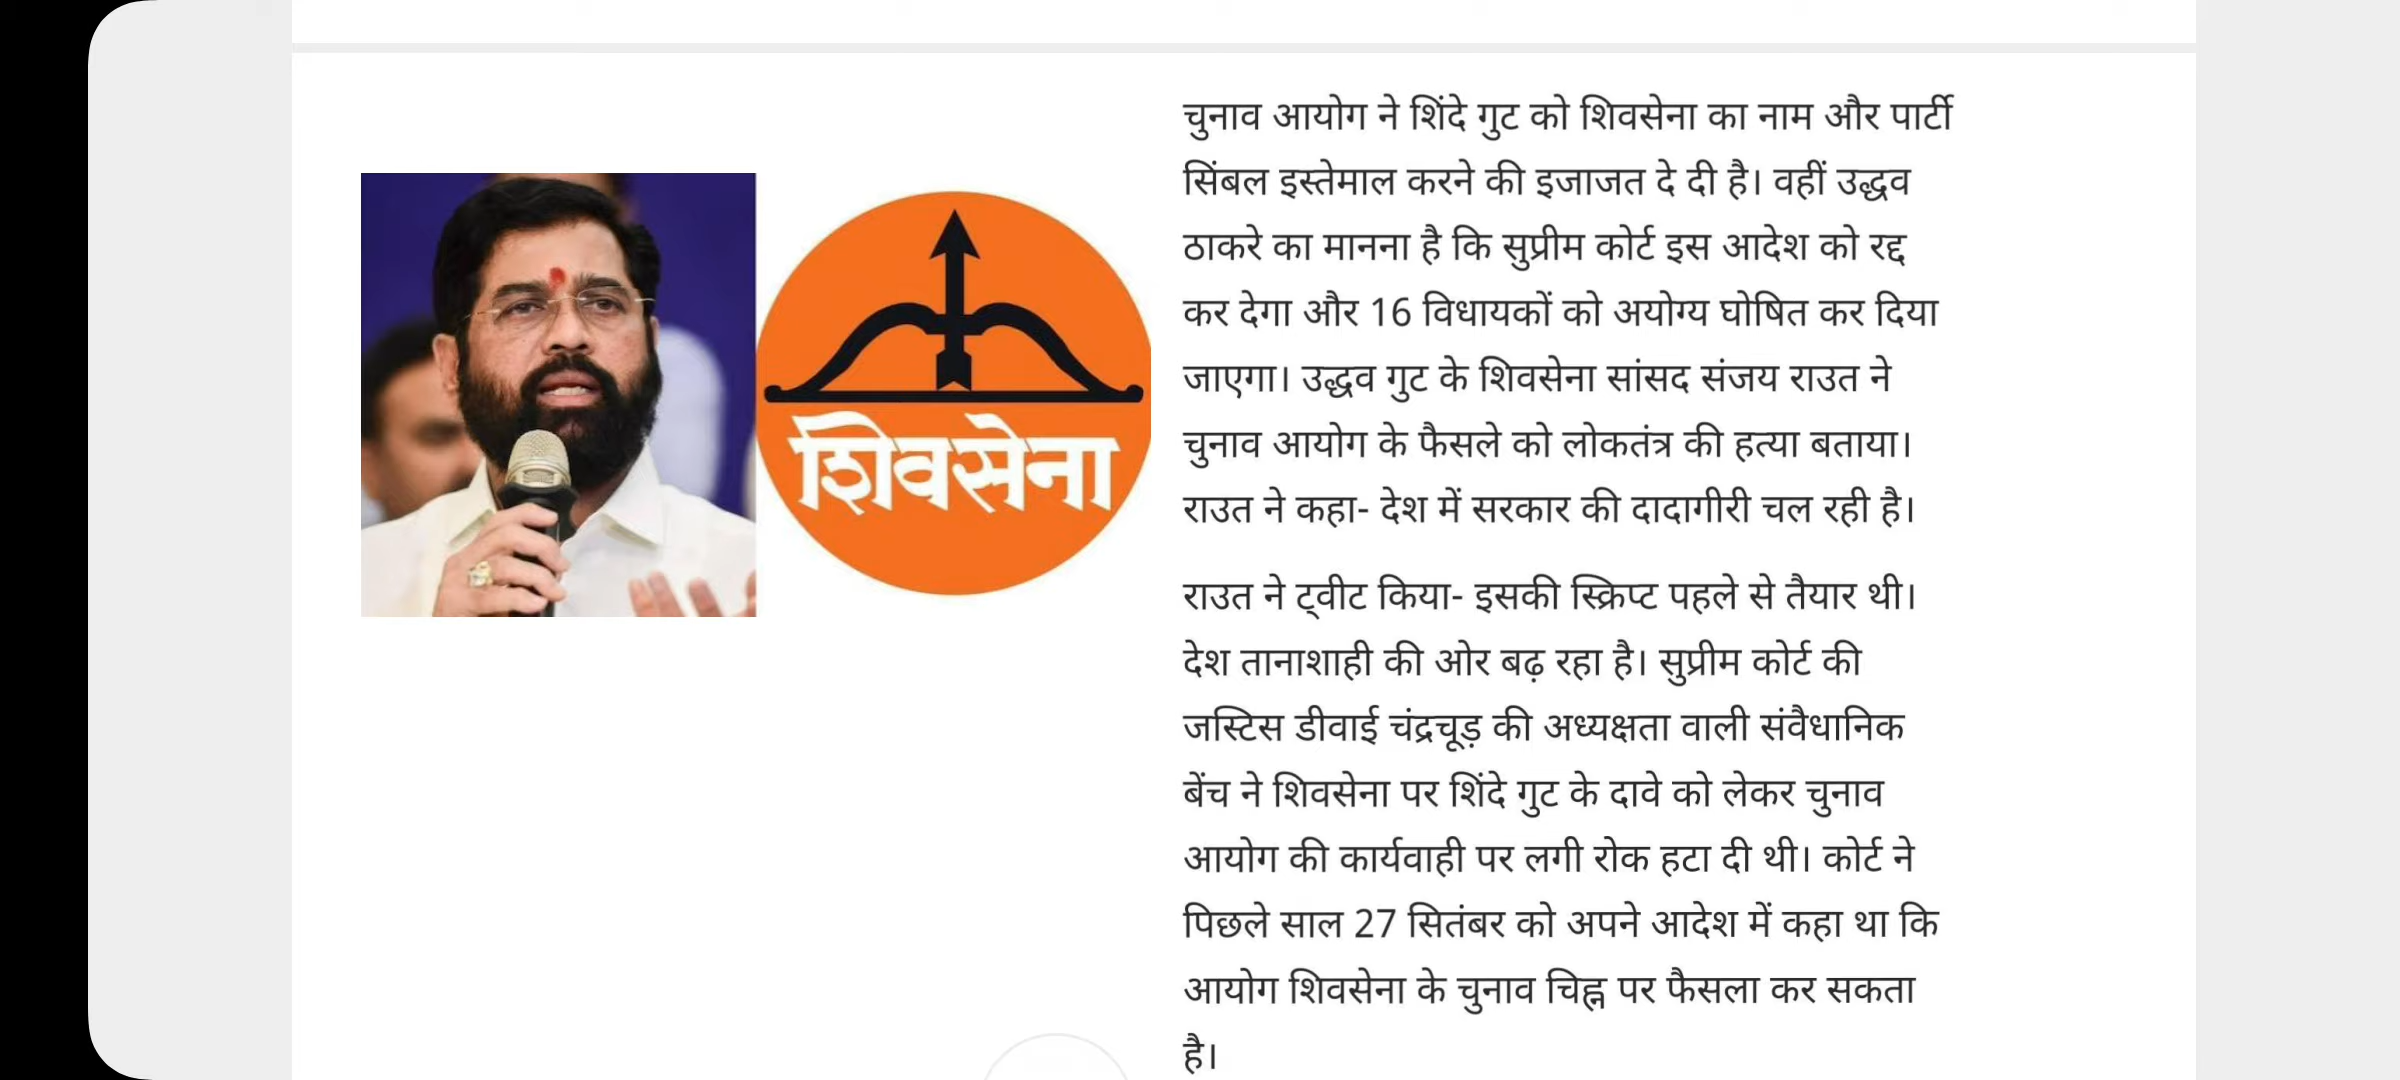 शिवसेना
चुनाव आयोग ने शिंदे गुट को शिवसेना का नाम और पार्टी
सिंबल इस्तेमाल करने की इजाजत दे दी है। वहीं उद्धव
ठाकरे का मानना है कि सुप्रीम कोर्ट इस आदेश को रद्द
कर देगा और 16 विधायकों को अयोग्य घोषित कर दिया
जाएगा। उद्धव गुट के शिवसेना सांसद संजय राउत ने
चुनाव आयोग के फैसले को लोकतंत्र की हत्या बताया।
राउत ने कहा- देश में सरकार की दादागीरी चल रही है।
राउत ने ट्वीट किया- इसकी स्क्रिप्ट पहले से तैयार थी।
देश तानाशाही की ओर बढ़ रहा है। सुप्रीम कोर्ट की
जस्टिस डीवाई चंद्रचूड़ की अध्यक्षता वाली संवैधानिक
बेंच ने शिवसेना पर शिंदे गुट के दावे को लेकर चुनाव
आयोग की कार्यवाही पर लगी रोक हटा दी थी। कोर्ट ने
पिछले साल 27 सितंबर को अपने आदेश में कहा था कि
आयोग शिवसेना के चुनाव चिह्न पर फैसला कर सकता
है।